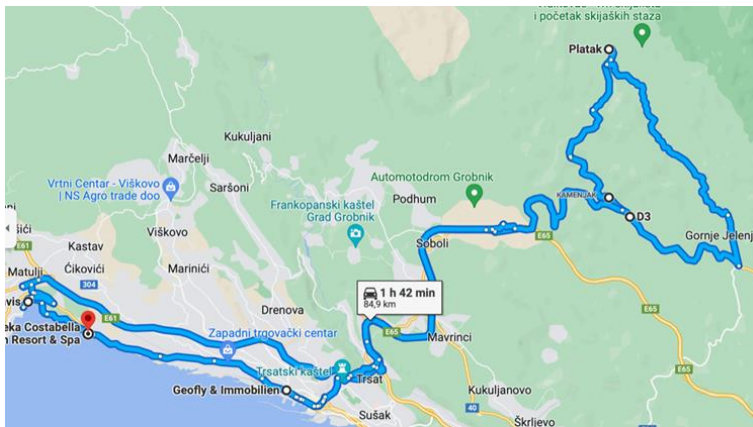 i početak skijaških staza
Platak
Kukuljani
Marčelji
Vrtni Centar - Viškovo
| NS Agro trade doo
Saršoni
Automotodrom Grobnik
KAMENJAK
Frankopanski kaštel
Grad Grobnik
Podhum
D3
Viškovo
Soboli
E65
Gornje Jelenj
E61
Kastav
Matulji
Ćikovići
Marinići
304
1 h 42 min
84,9 km
Drenova
E61
Zapadni trgovački centar
E65
Mavrinci
eka Costabella
h Resort & Spa
Trsatski kaštel
Trsat
E65
Geofly & Immobilien
Kukuljanovo
Sušak
40
Škrljevo